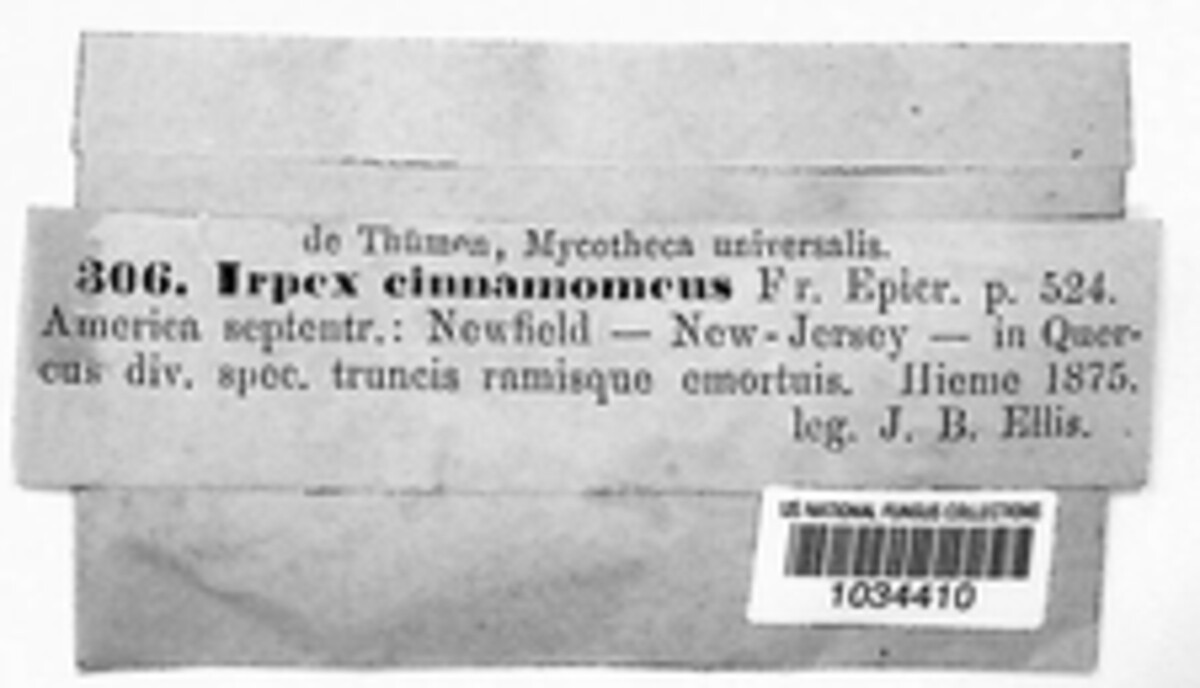 de Thümen, Mycotheca universalis.
306. Irpex cinnamomeus Fr. Epicr. p. 524.
America septentr.: Newfield — New-Jersey — in Quer-
cus div. spec. truncis ramisque emortuis. Hieme 1875.
leg. J. B. Ellis.
US NATIONAL FUNGUS COLLECTIONS
1034410